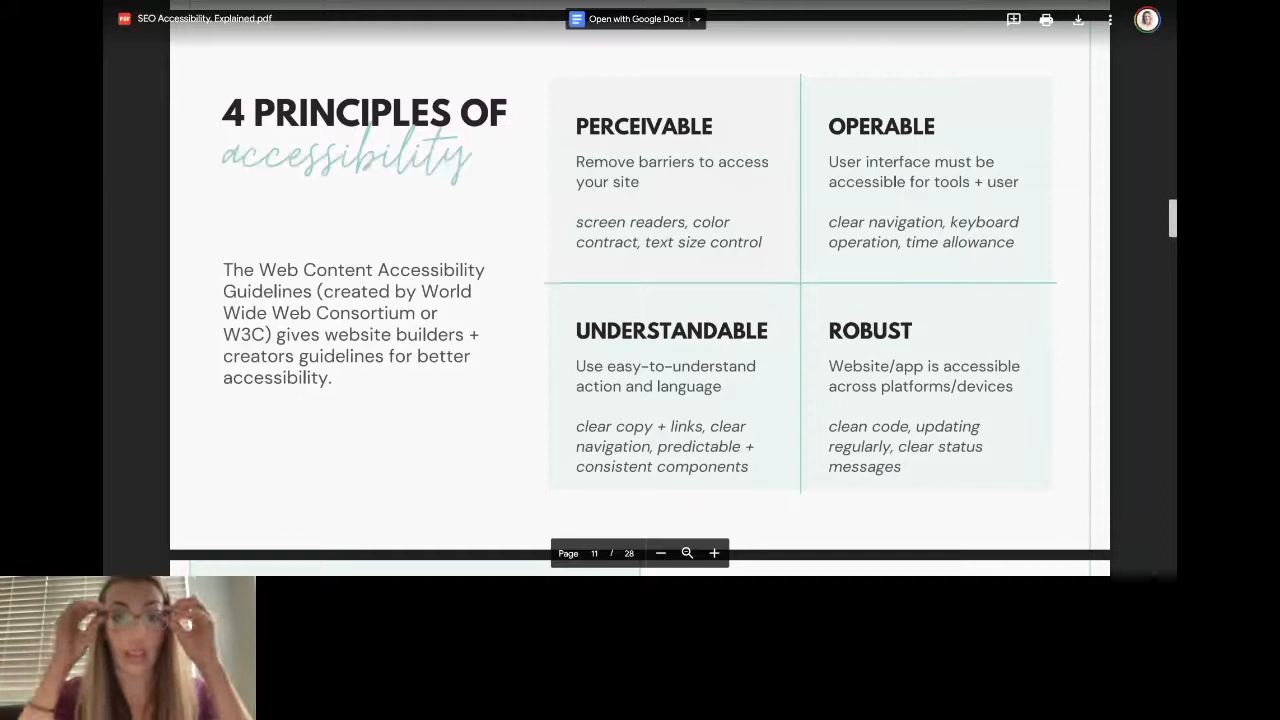 SEO Accessibility. Explained.pdf
Open with Google Docs
4 PRINCIPLES OF
accessibility
The Web Content Accessibility
Guidelines (created by World
Wide Web Consortium or
W3C) gives website builders +
creators guidelines for better
accessibility.
PERCEIVABLE
Remove barriers to access
your site
screen readers, color
contract, text size control
OPERABLE
User interface must be
accessible for tools + user
clear navigation, keyboard
operation, time allowance
UNDERSTANDABLE
Use easy-to-understand
action and language
clear copy + links, clear
navigation, predictable +
consistent components
ROBUST
Website/app is accessible
across platforms/devices
clean code, updating
regularly, clear status
messages
Page 11 / 28